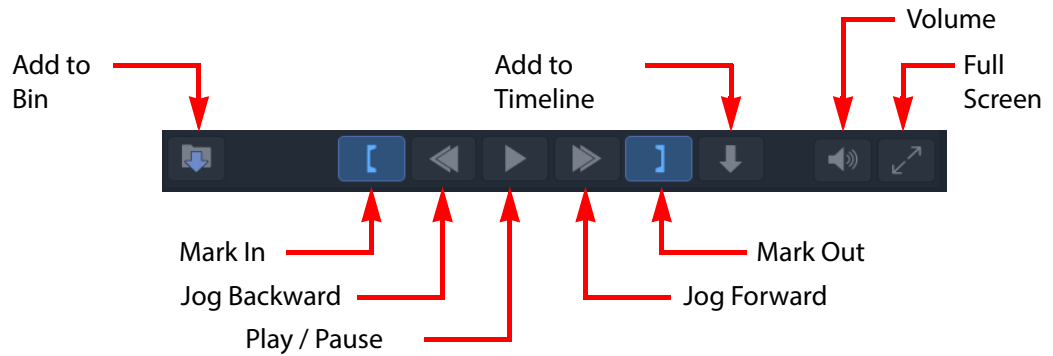 Volume
Add to
Bin
Add to
Timeline
Full
Screen
Mark In
Mark Out
Jog Backward
Jog Forward
Play / Pause